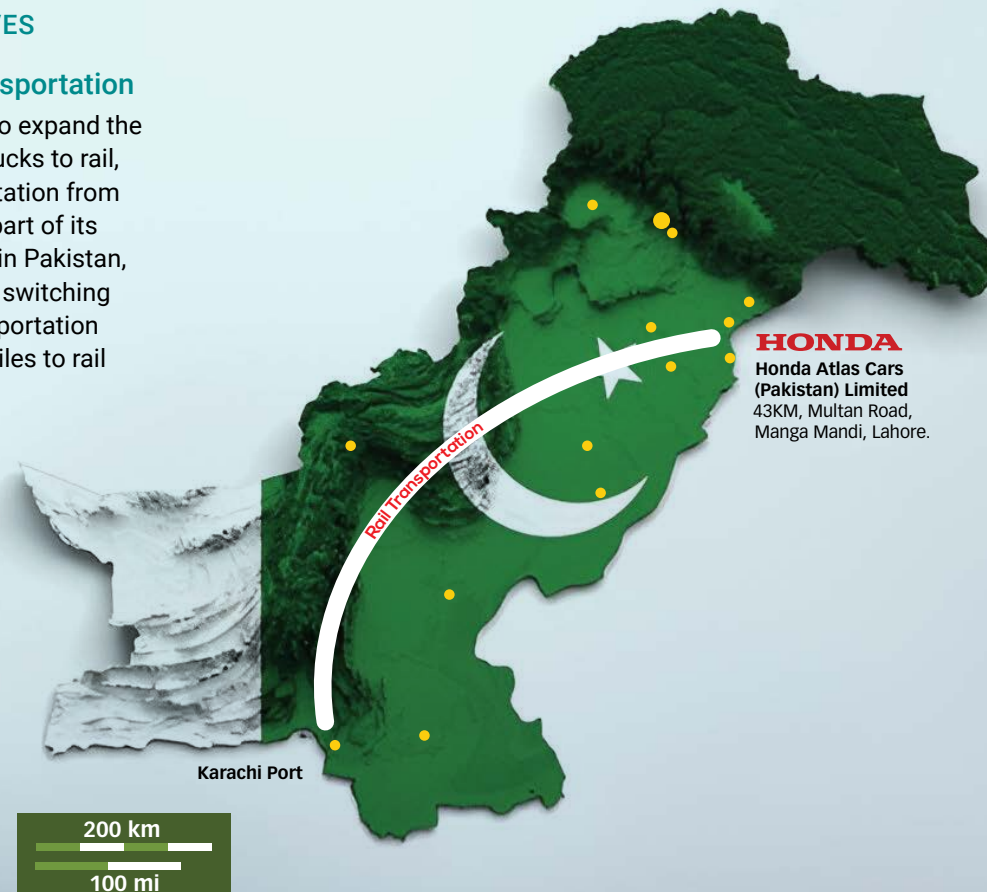 sportation
o expand the
ucks to rail,
tation from
part of its
in Pakistan,
switching
portation
iles to rail
HONDA
Honda Atlas Cars
(Pakistan) Limited
43KM, Multan Road,
Manga Mandi, Lahore.
Rail Transportation
Karachi Port
200 km
100 mi